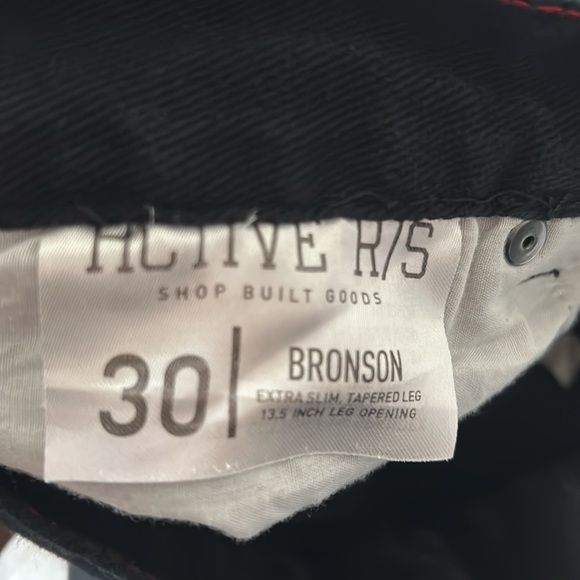 ACTIVE R/S
SHOP BUILT GOODS
30
BRONSON
EXTRA SLIM, TAPERED LEG
13.5 INCH LEG OPENING